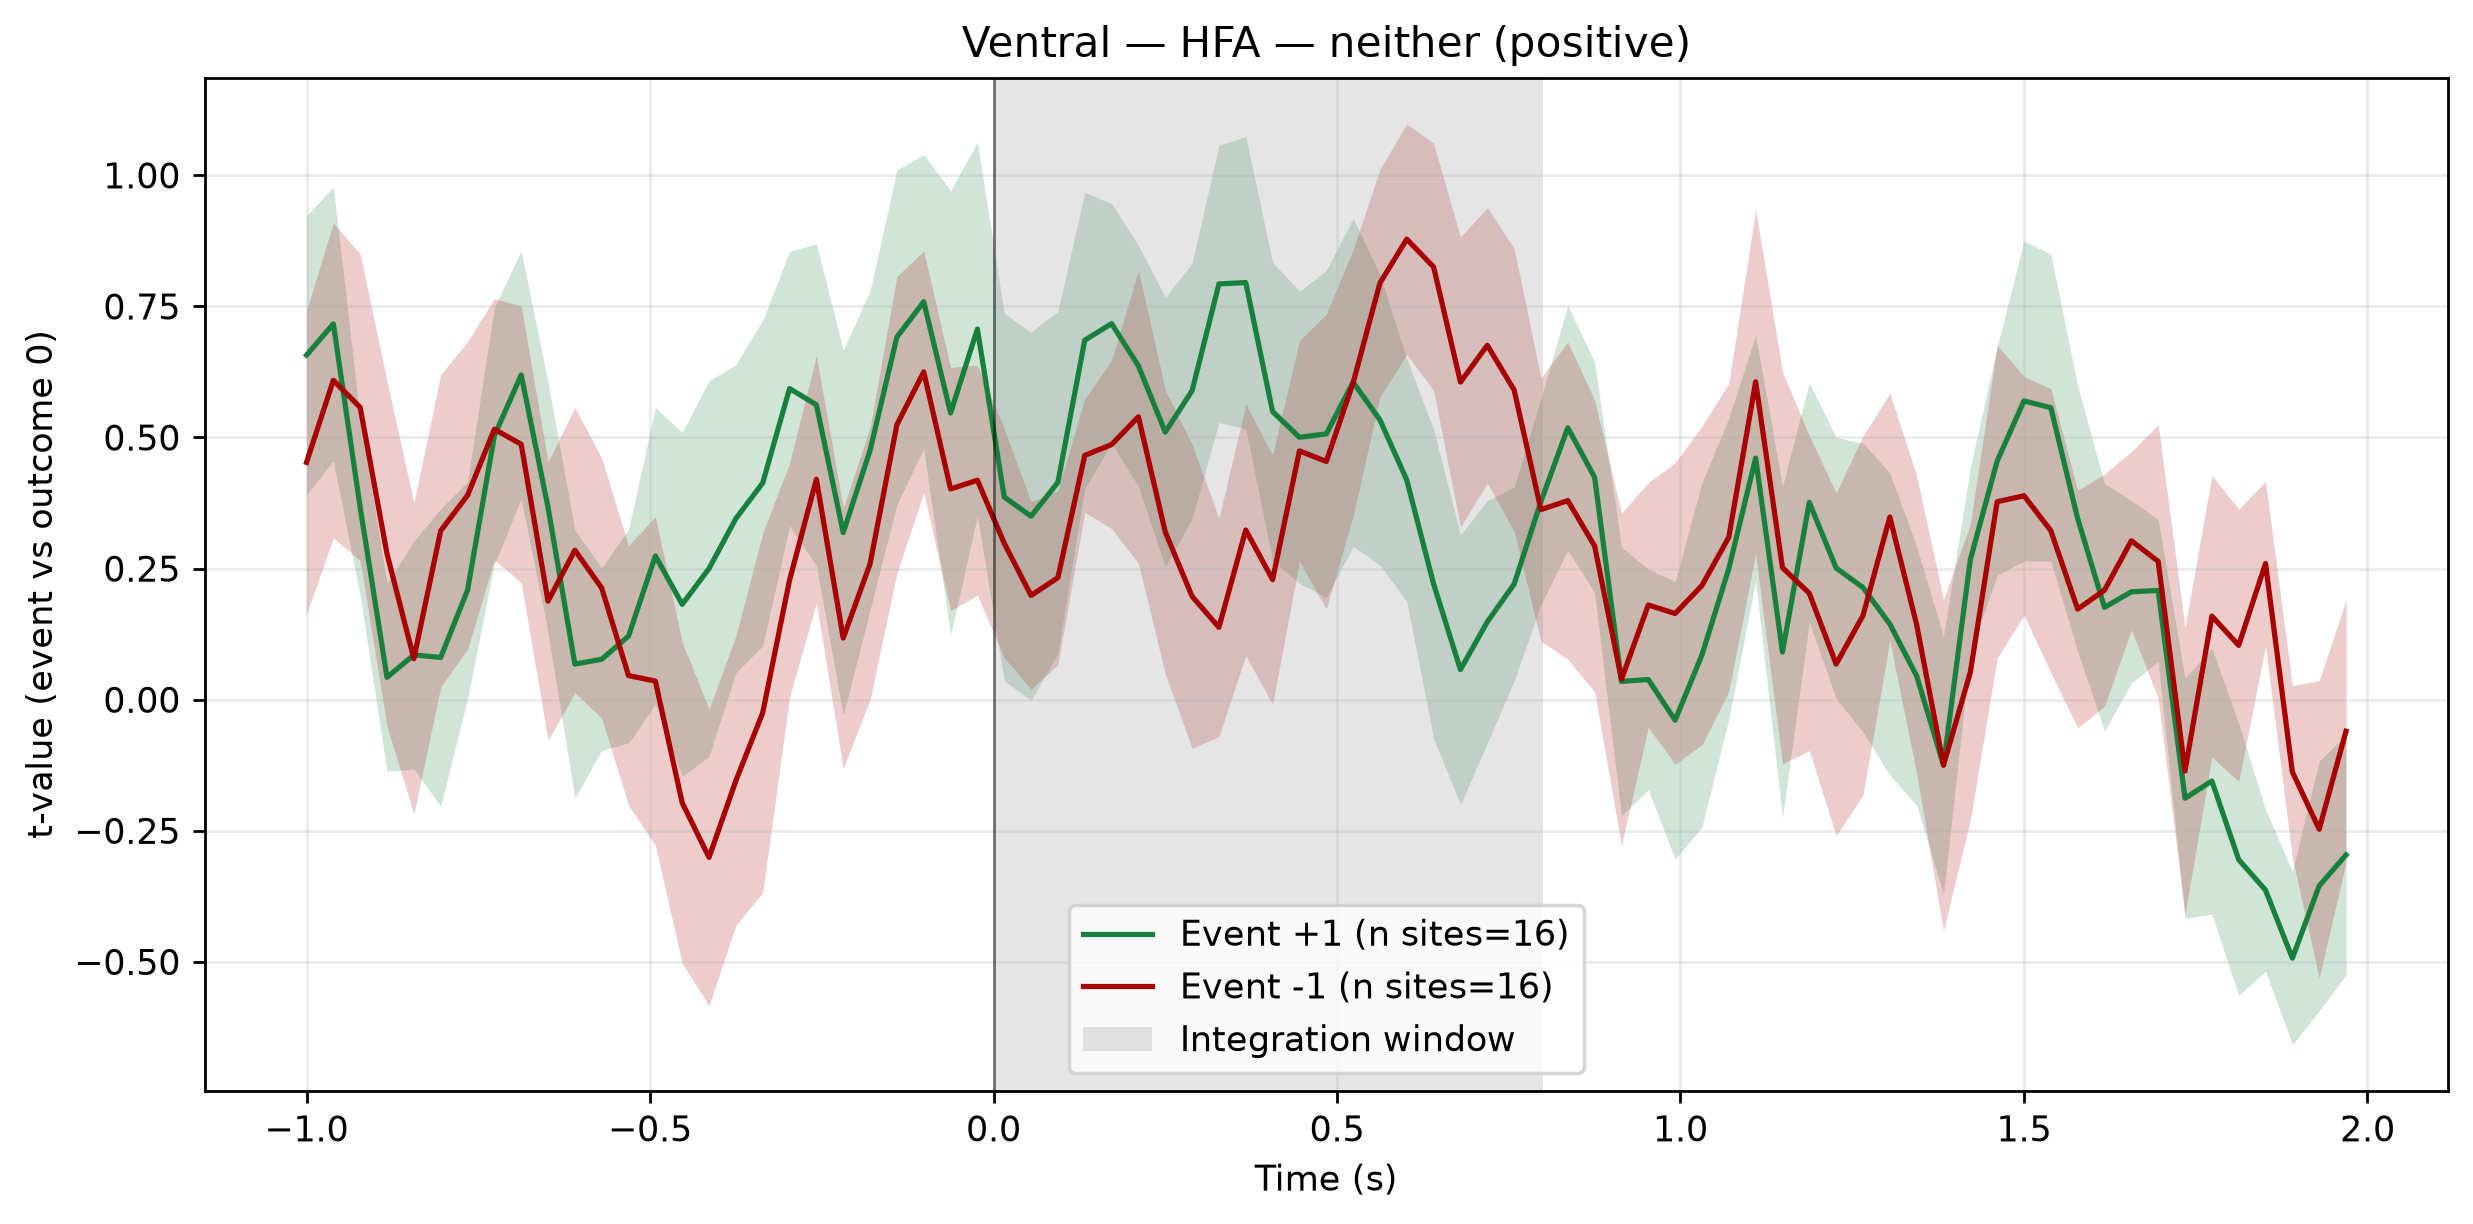 Ventral — HFA — neither (positive)
t-value (event vs outcome 0)
1.00
0.75
0.50
0.25
0.00
−0.25
−0.50
Event +1 (n sites=16)
Event -1 (n sites=16)
Integration window
−1.0
−0.5
0.0
0.5
1.0
1.5
2.0
Time (s)